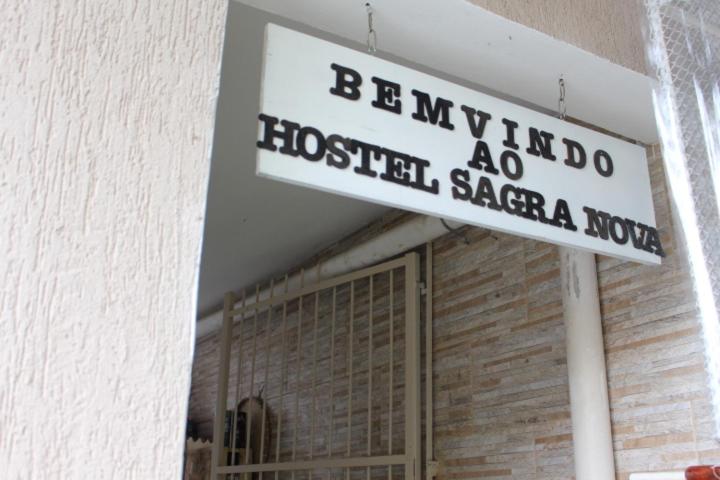 BEMVINDO
AO
HOSTEL SAGRA NOVA